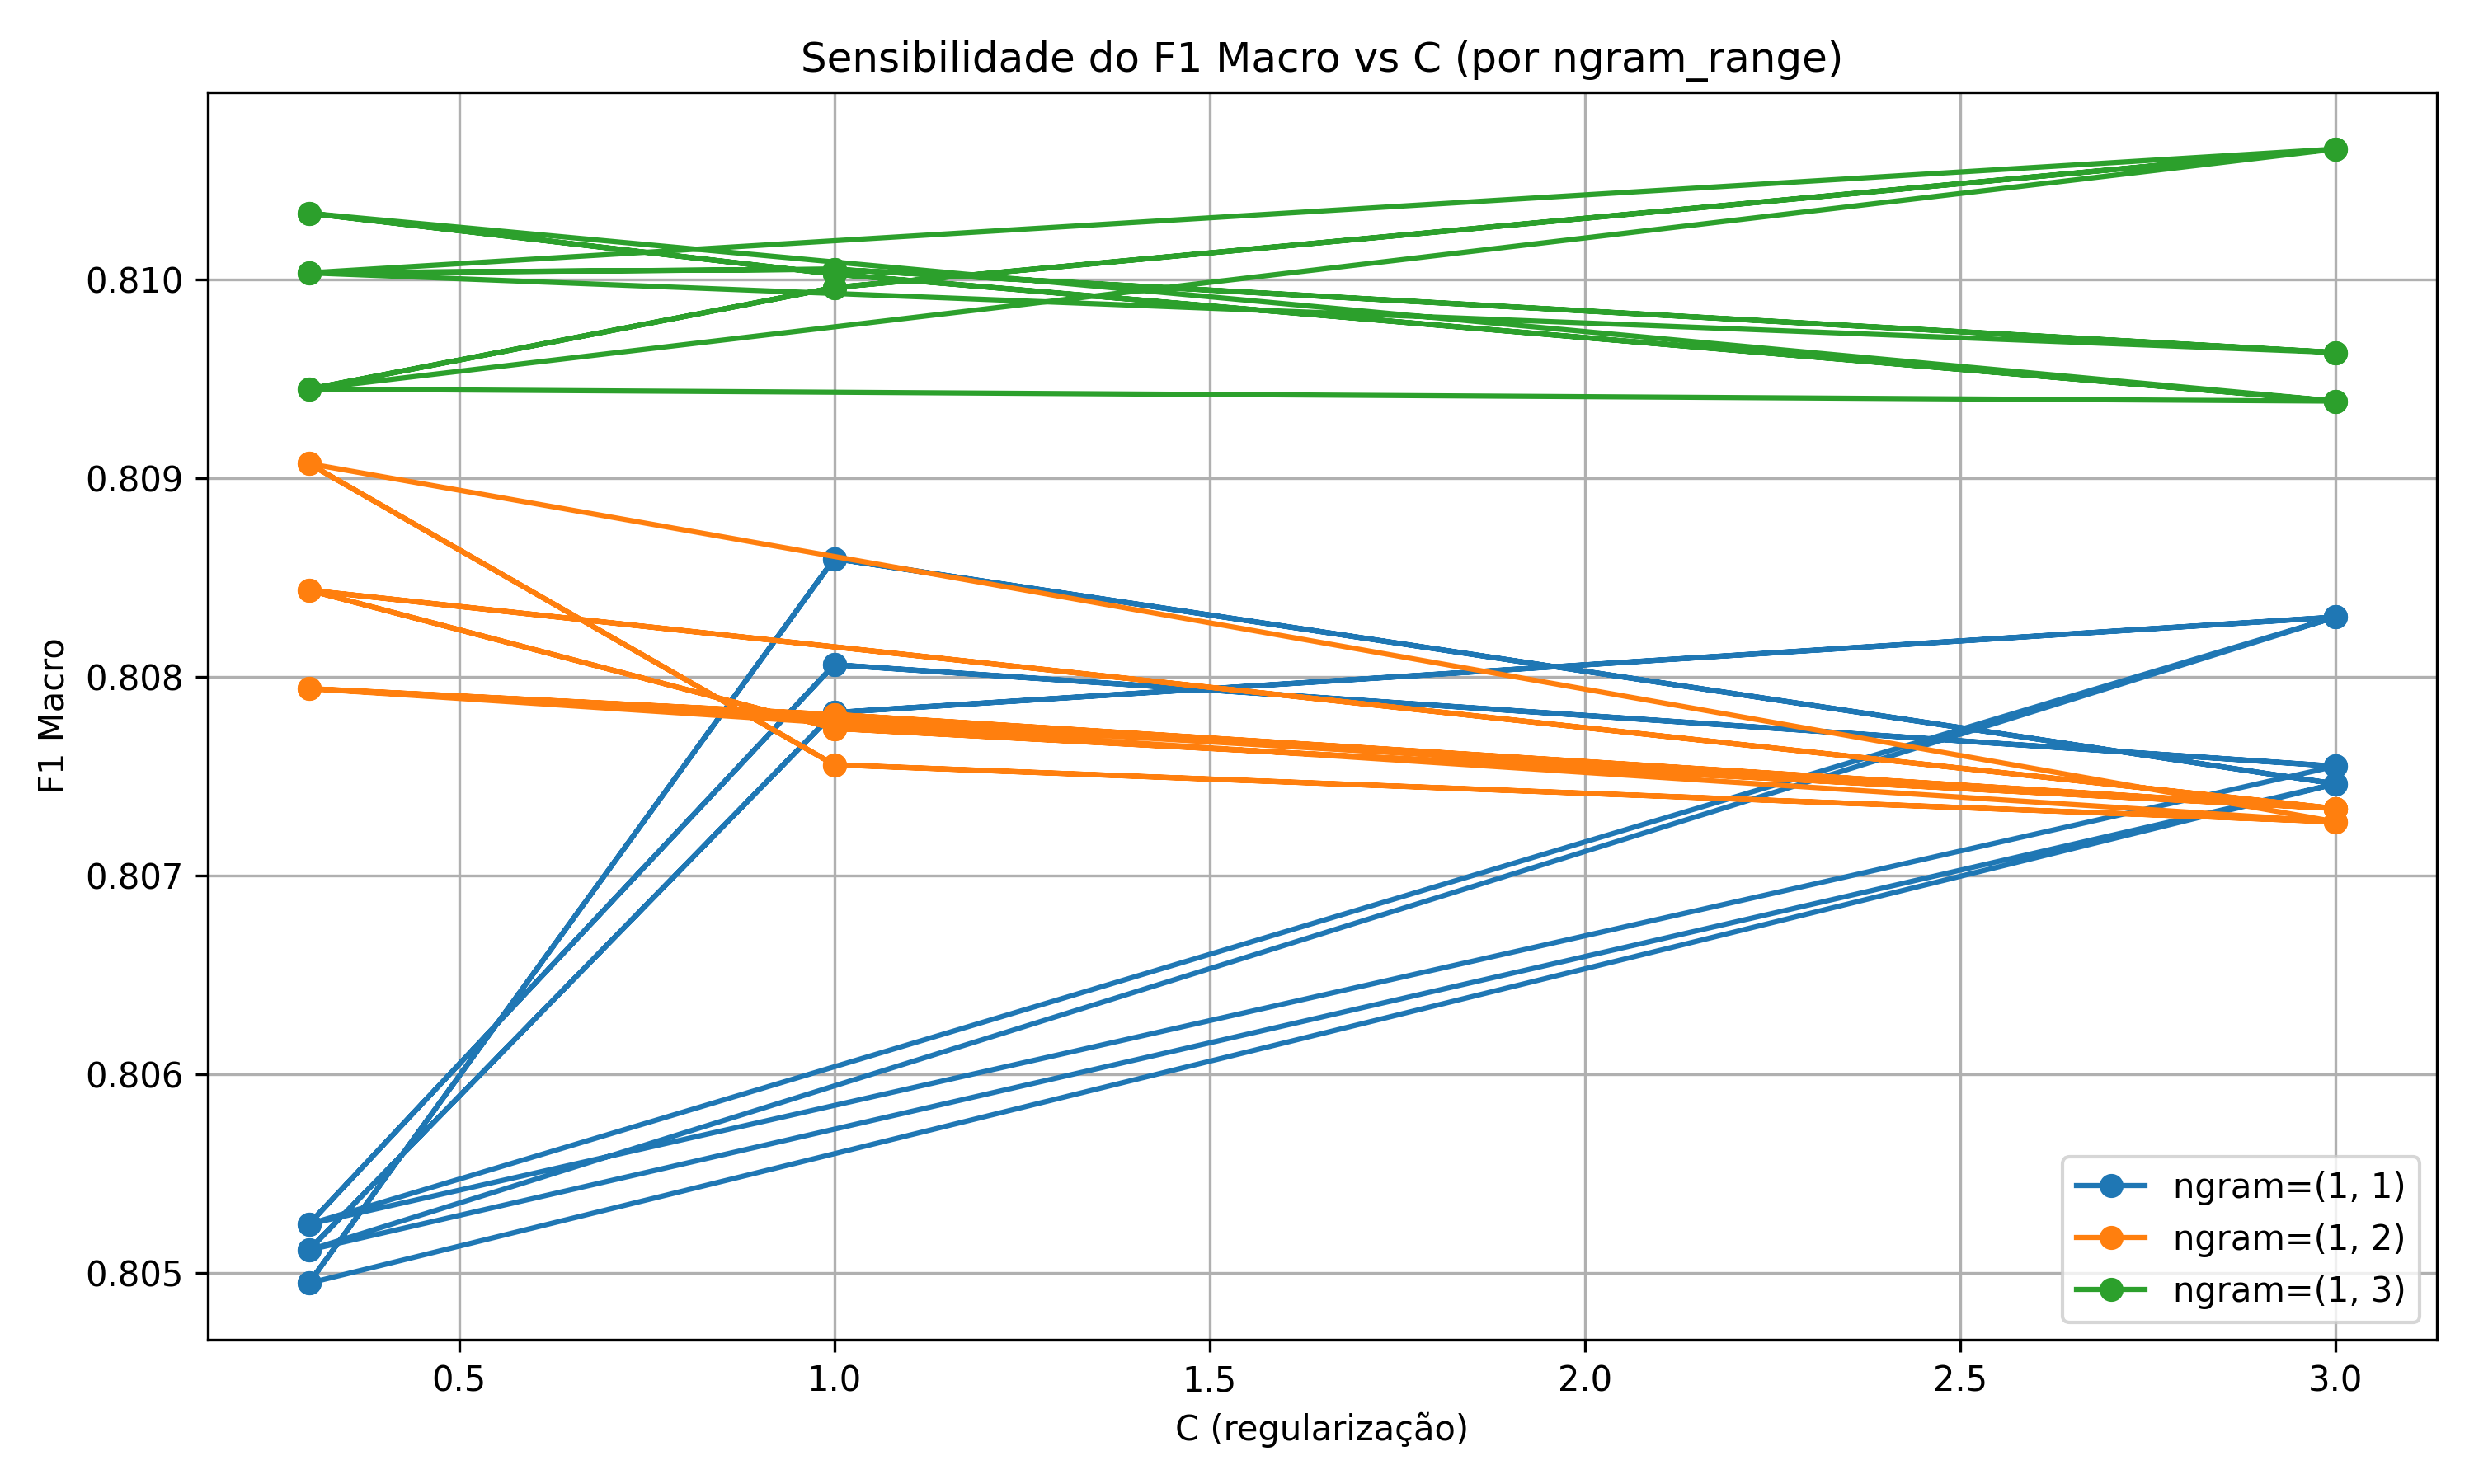 Sensibilidade do F1 Macro vs C (por ngram_range)
F1 Macro
0.810
0.809
0.808
0.807
0.806
0.805
0.5
1.0
1.5
2.0
2.5
3.0
C (regularização)
ngram=(1, 1)
ngram=(1, 2)
ngram=(1, 3)